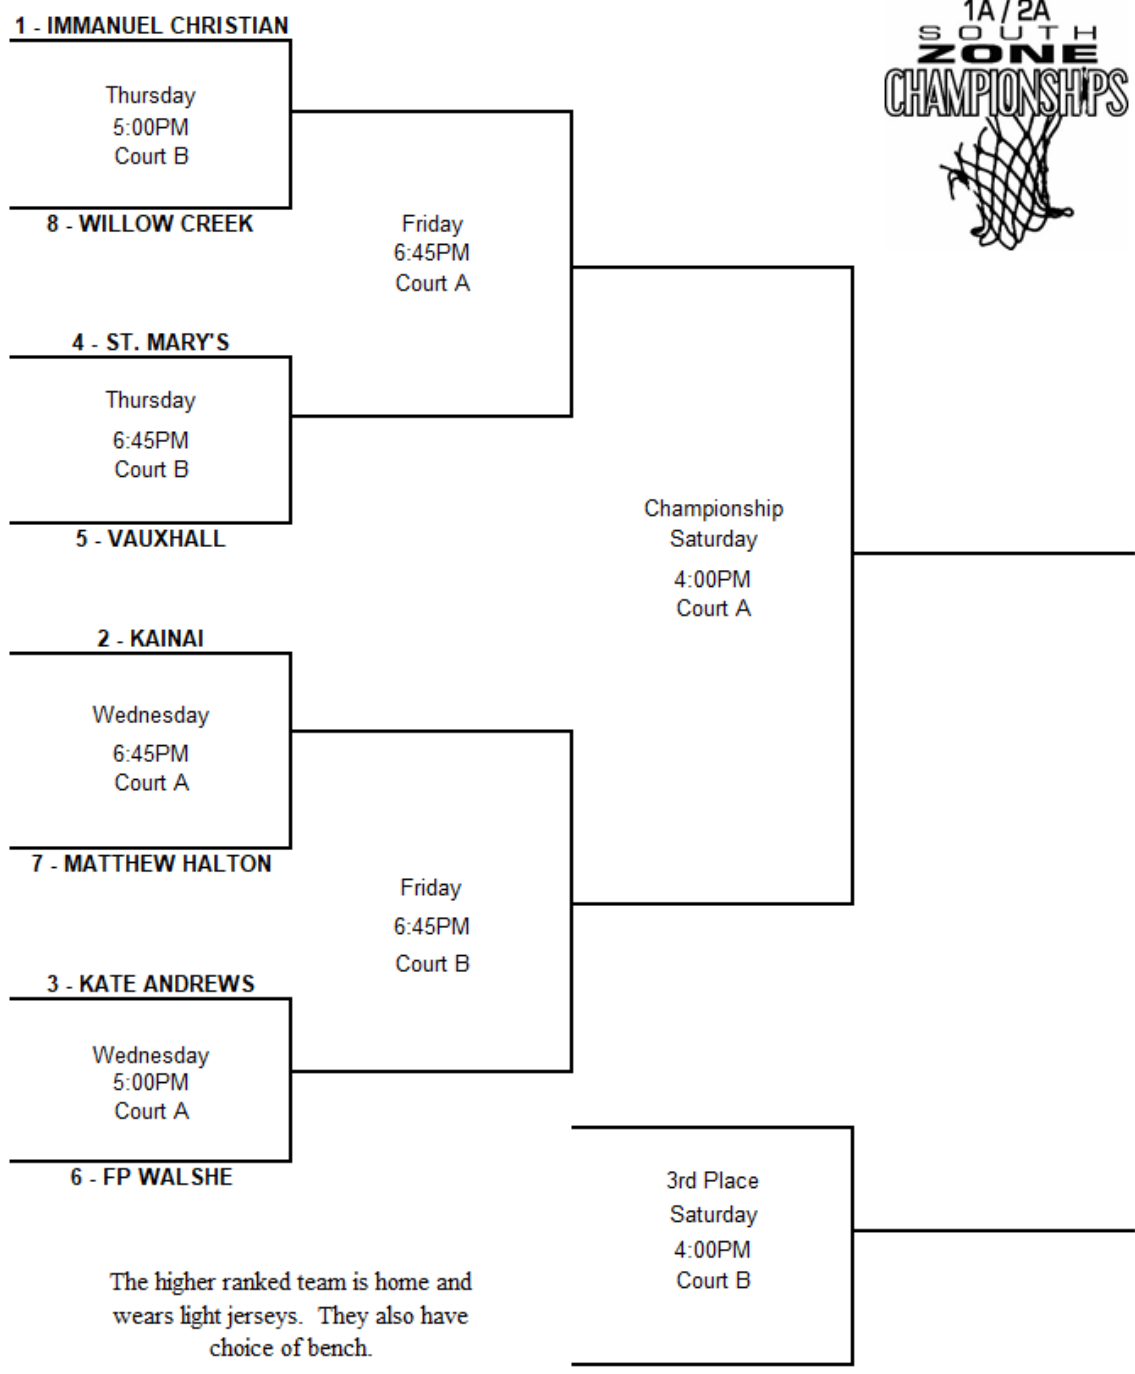 1A / 2A
SOUTH
ZONE
CHAMPIONSHIPS
1 - IMMANUEL CHRISTIAN
Thursday
5:00PM
Court B
8 - WILLOW CREEK
Friday
6:45PM
Court A
4 - ST. MARY'S
Thursday
6:45PM
Court B
5 - VAUXHALL
Championship
Saturday
4:00PM
Court A
2 - KAINAI
Wednesday
6:45PM
Court A
7 - MATTHEW HALTON
Friday
6:45PM
Court B
3 - KATE ANDREWS
Wednesday
5:00PM
Court A
6 - FP WALSHE
3rd Place
Saturday
4:00PM
Court B
The higher ranked team is home and
wears light jerseys.  They also have
choice of bench.